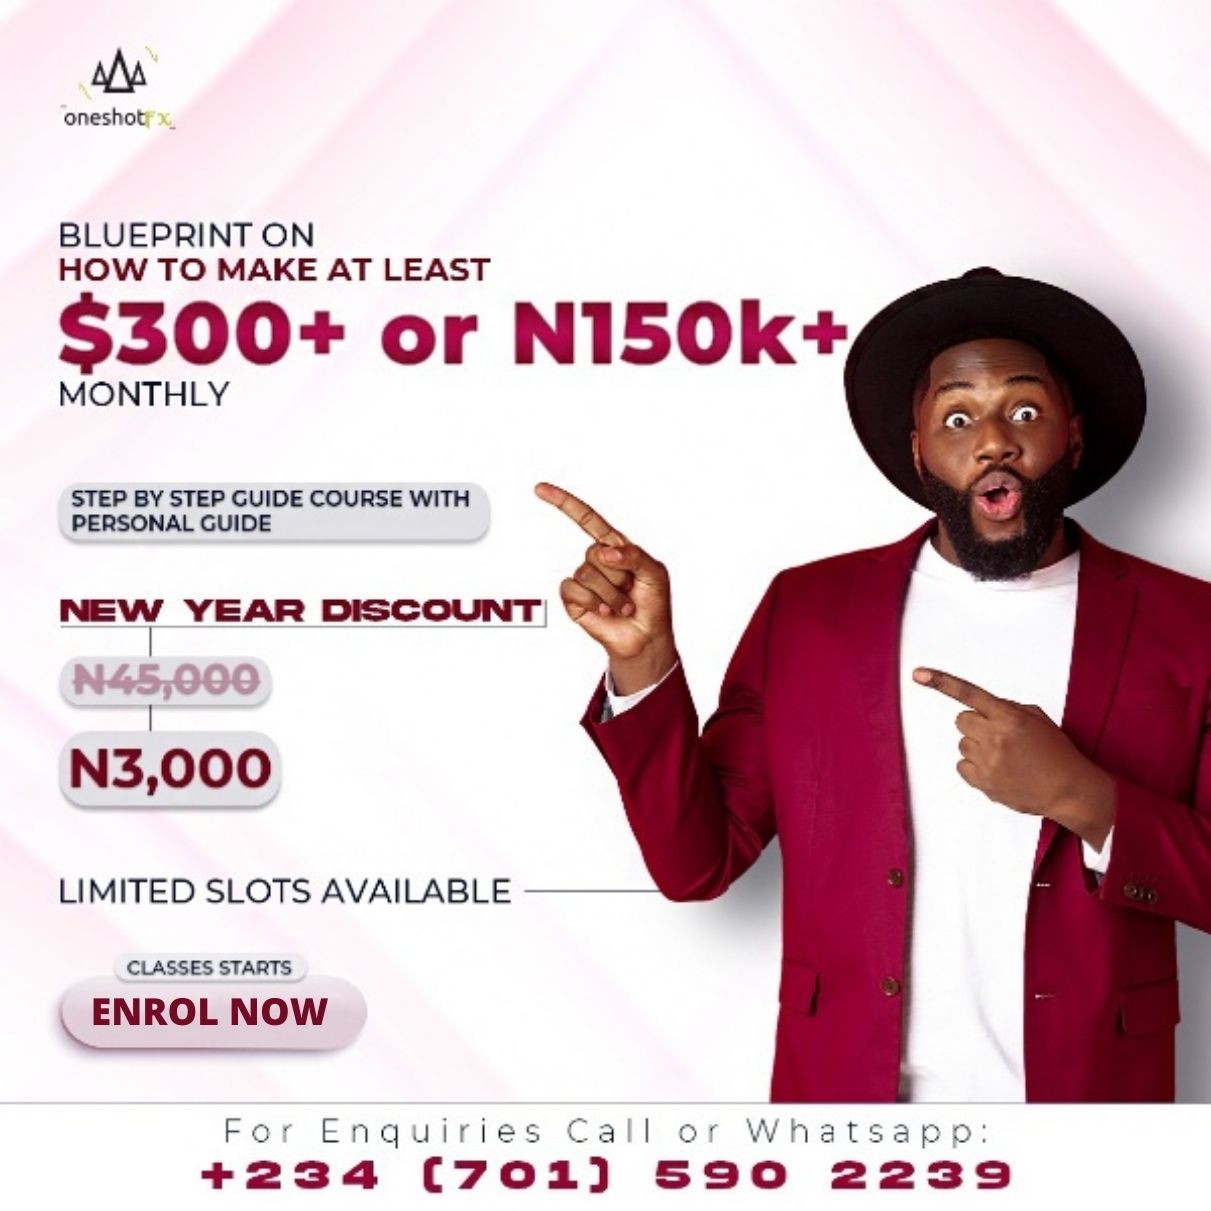 oneshotFx
BLUEPRINT ON
HOW TO MAKE AT LEAST
$300+ or N150k+
MONTHLY
STEP BY STEP GUIDE COURSE WITH
PERSONAL GUIDE
NEW YEAR DISCOUNT
N45,000
N3,000
LIMITED SLOTS AVAILABLE
CLASSES STARTS
ENROL NOW
For Enquiries Call or Whatsapp:
+234 (701) 590 2239